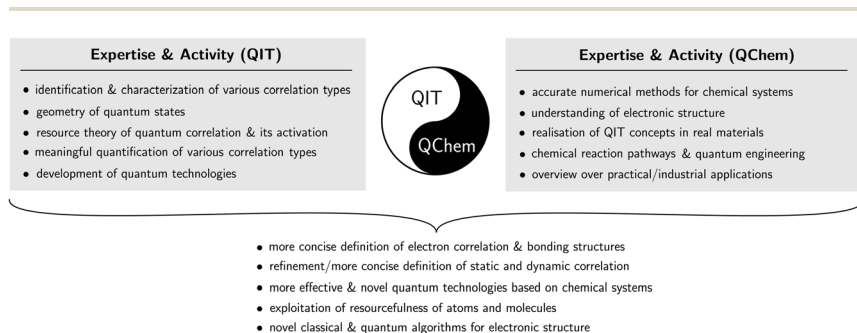 Expertise & Activity (QIT)
• identification & characterization of various correlation types
• geometry of quantum states
• resource theory of quantum correlation & its activation
• meaningful quantification of various correlation types
• development of quantum technologies
QIT
QChem
Expertise & Activity (QChem)
• accurate numerical methods for chemical systems
• understanding of electronic structure
• realisation of QIT concepts in real materials
• chemical reaction pathways & quantum engineering
• overview over practical/industrial applications
• more concise definition of electron correlation & bonding structures
• refinement/more concise definition of static and dynamic correlation
• more effective & novel quantum technologies based on chemical systems
• exploitation of resourcefulness of atoms and molecules
• novel classical & quantum algorithms for electronic structure